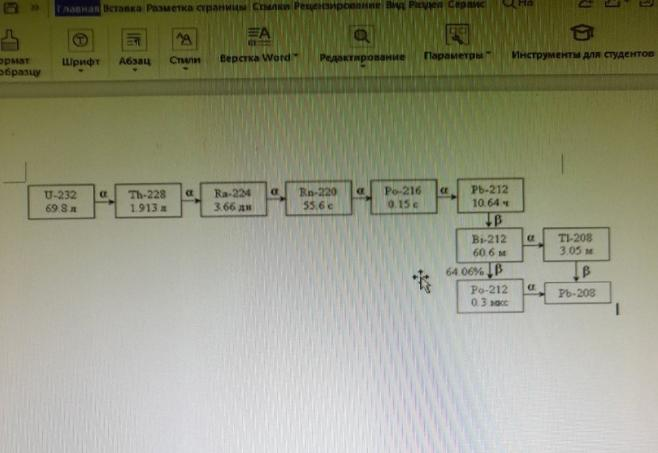 Главная Вставка Разметка страницы Ссылки Рецензирование Вид Раздел Сервис
Шрифт Абзац Стили Верстка Word Редактирование Параметры Инструменты для студентов
образцу
U-232
69.8 л
α
Th-228
1.913 л
α
Ra-224
3.66 дн
α
Rn-220
55.6 с
α
Po-216
0.15 с
α
Pb-212
10.64 ч
β
Bi-212
60.6 м
α
Tl-208
3.05 м
64.06% β
β
Po-212
0.3 мкс
α
Pb-208